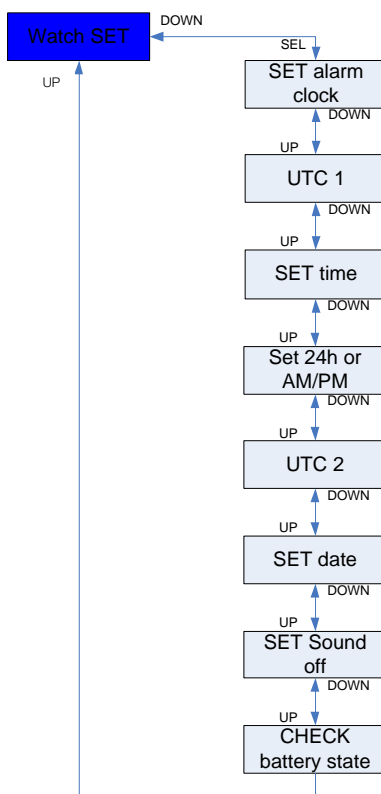 DOWN
Watch SET
SEL
UP
SET alarm
clock
DOWN
UP
UTC 1
DOWN
UP
SET time
DOWN
UP
Set 24h or
AM/PM
DOWN
UP
UTC 2
DOWN
UP
SET date
DOWN
UP
SET Sound
off
DOWN
UP
CHECK
battery state